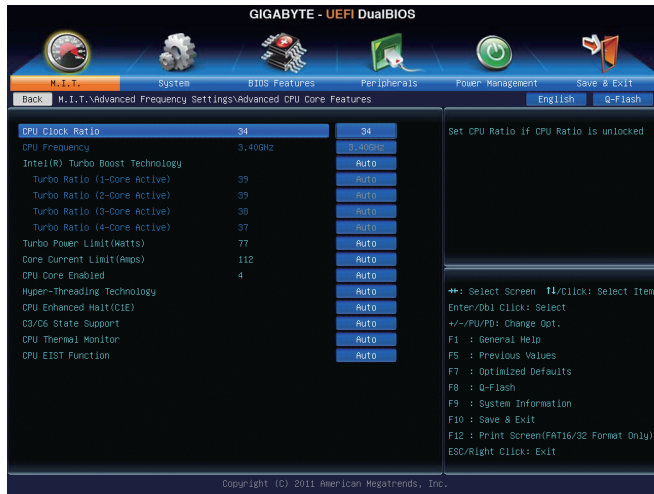 GIGABYTE - UEFI DualBIOS
M.I.T. System BIOS Features Peripherals Power Management Save & Exit
Back M.I.T.\Advanced Frequency Settings\Advanced CPU Core Features English Q-Flash
CPU Clock Ratio 34 34
CPU Frequency 3.40GHz 3.40GHz
Intel(R) Turbo Boost Technology Auto
Turbo Ratio (1-Core Active) 39 Auto
Turbo Ratio (2-Core Active) 39 Auto
Turbo Ratio (3-Core Active) 38 Auto
Turbo Ratio (4-Core Active) 37 Auto
Turbo Power Limit(Watts) 77 Auto
Core Current Limit(Amps) 112 Auto
CPU Core Enabled 4 Auto
Hyper-Threading Technology Auto
CPU Enhanced Halt(C1E) Auto
C3/C6 State Support Auto
CPU Thermal Monitor Auto
CPU EIST Function Auto
Set CPU Ratio if CPU Ratio is unlocked
→←: Select Screen ↑↓/Click: Select Item
Enter/Dbl Click: Select
+/-/PU/PD: Change Opt.
F1 : General Help
F5 : Previous Values
F7 : Optimized Defaults
F8 : Q-Flash
F9 : System Information
F10 : Save & Exit
F12 : Print Screen(FAT16/32 Format Only)
ESC/Right Click: Exit
Copyright (C) 2011 American Megatrends, Inc.